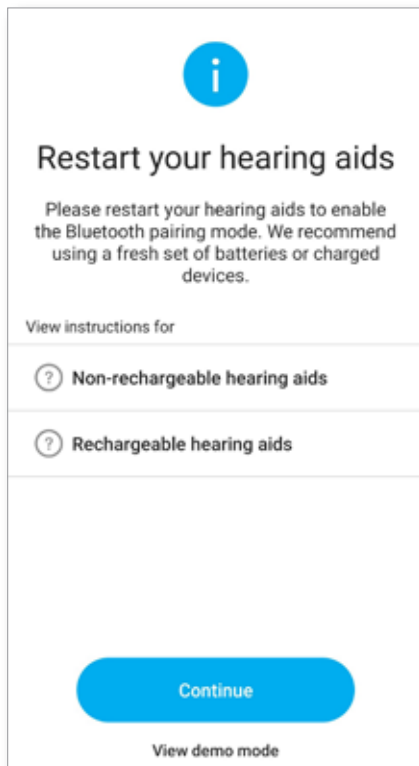 Restart your hearing aids
Please restart your hearing aids to enable
the Bluetooth pairing mode. We recommend
using a fresh set of batteries or charged
devices.
View instructions for
? Non-rechargeable hearing aids
? Rechargeable hearing aids
Continue
View demo mode